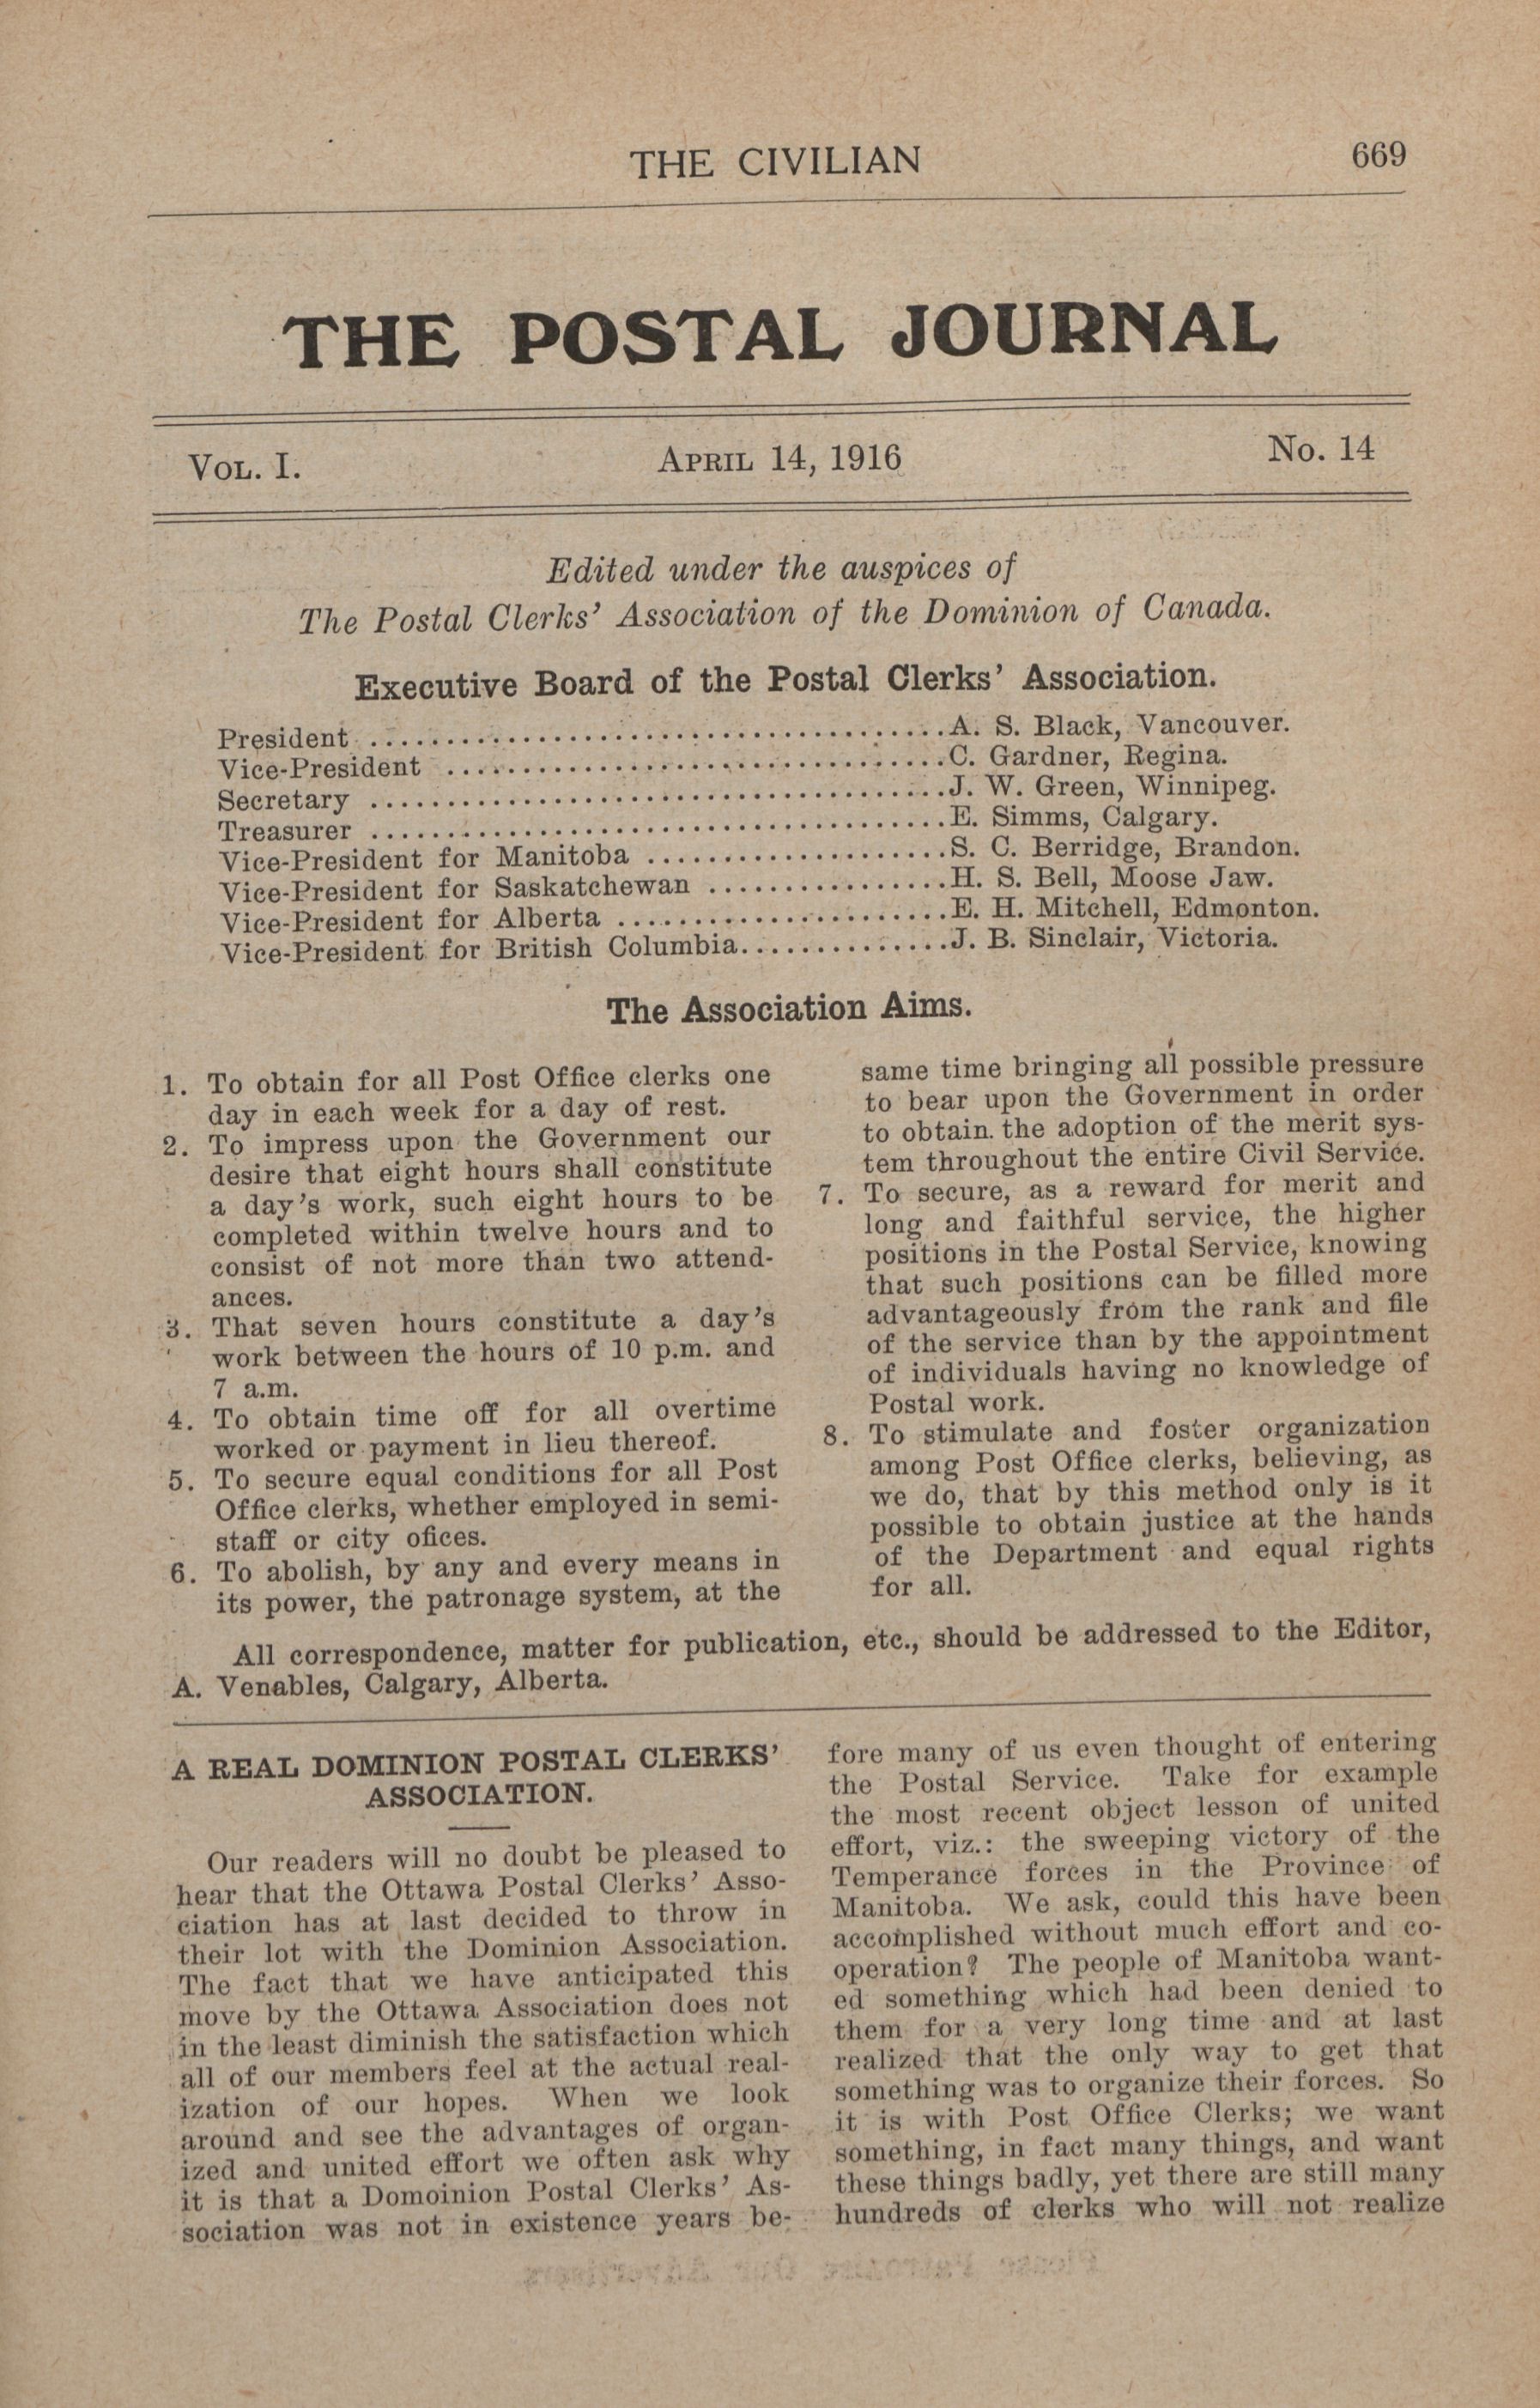 THE CIVILIAN 669
THE POSTAL JOURNAL
VOL. I. APRIL 14, 1916 No. 14
Edited under the auspices of
The Postal Clerks' Association of the Dominion of Canada.
Executive Board of the Postal Clerks' Association.
President ......................................A. S. Black, Vancouver.
Vice-President .................................C. Gardner, Regina.
Secretary ......................................J. W. Green, Winnipeg.
Treasurer ......................................E. Simms, Calgary.
Vice-President for Manitoba ....................S. C. Berridge, Brandon.
Vice-President for Saskatchewan ................H. S. Bell, Moose Jaw.
Vice-President for Alberta ......................E. H. Mitchell, Edmonton.
Vice-President for British Columbia..............J. B. Sinclair, Victoria.
The Association Aims.
1. To obtain for all Post Office clerks one
day in each week for a day of rest.
2. To impress upon the Government our
desire that eight hours shall constitute
a day's work, such eight hours to be
completed within twelve hours and to
consist of not more than two attend-
ances.
3. That seven hours constitute a day's
work between the hours of 10 p.m. and
7 a.m.
4. To obtain time off for all overtime
worked or payment in lieu thereof.
5. To secure equal conditions for all Post
Office clerks, whether employed in semi-
staff or city ofices.
6. To abolish, by any and every means in
its power, the patronage system, at the
same time bringing all possible pressure
to bear upon the Government in order
to obtain. the adoption of the merit sys-
tem throughout the entire Civil Service.
7. To secure, as a reward for merit and
long and faithful service, the higher
positions in the Postal Service, knowing
that such positions can be filled more
advantageously from the rank and file
of the service than by the appointment
of individuals having no knowledge of
Postal work.
8. To stimulate and foster organization
among Post Office clerks, believing, as
we do, that by this method only is it
possible to obtain justice at the hands
of the Department and equal rights
for all.
All correspondence, matter for publication, etc., should be addressed to the Editor,
A. Venables, Calgary, Alberta.
A REAL DOMINION POSTAL CLERKS'
ASSOCIATION.
Our readers will no doubt be pleased to
hear that the Ottawa Postal Clerks' Asso-
ciation has at last decided to throw in
their lot with the Dominion Association.
The fact that we have anticipated this
move by the Ottawa Association does not
in the least diminish the satisfaction which
all of our members feel at the actual real-
ization of our hopes. When we look
around and see the advantages of organ-
ized and united effort we often ask why
it is that a Domoinion Postal Clerks' As-
sociation was not in existence years be-
fore many of us even thought of entering
the Postal Service. Take for example
the most recent object lesson of united
effort, viz.: the sweeping victory of the
Temperance forces in the Province of
Manitoba. We ask, could this have been
accomplished without much effort and co-
operation? The people of Manitoba want-
ed something which had been denied to
them for a very long time and at last
realized that the only way to get that
something was to organize their forces. So
it is with Post Office Clerks; we want
something, in fact many things, and want
these things badly, yet there are still many
hundreds of clerks who will not realize